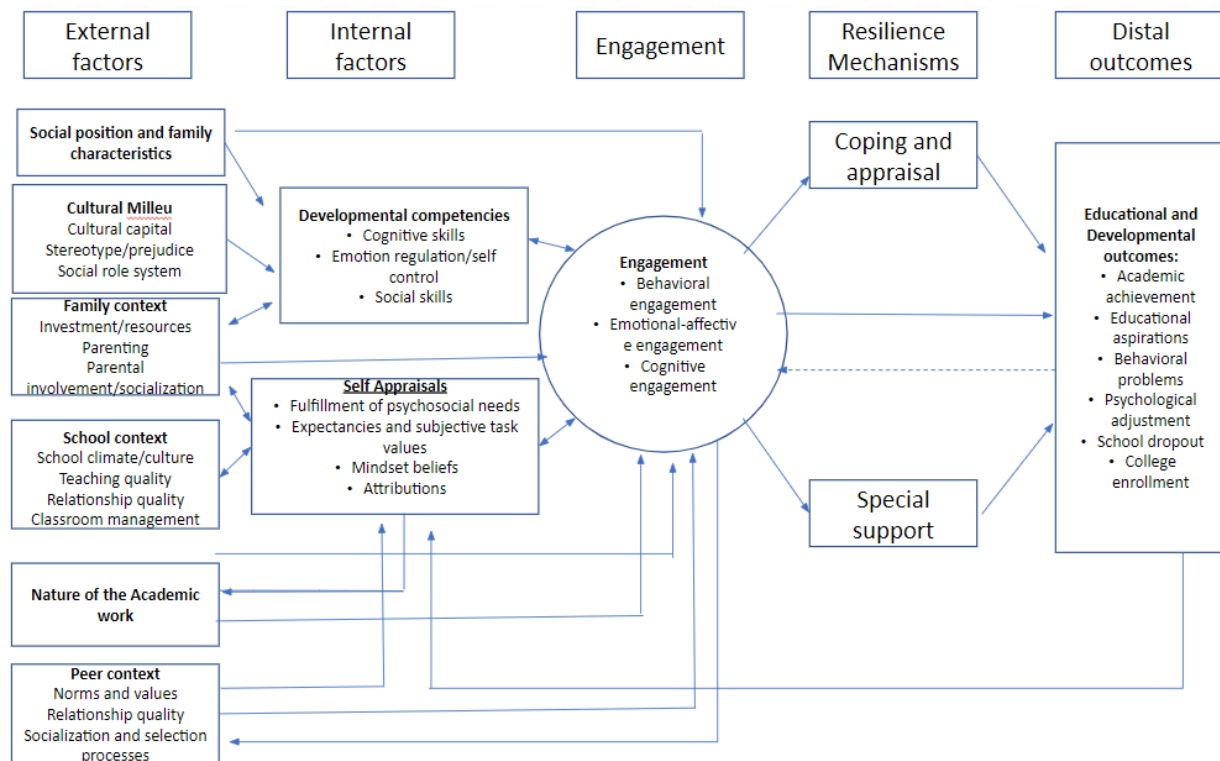 External
factors
Internal
factors
Engagement
Resilience
Mechanisms
Distal
outcomes
Social position and family
characteristics
Cultural Milleu
Cultural capital
Stereotype/prejudice
Social role system
Family context
Investment/resources
Parenting
Parental
involvement/socialization
School context
School climate/culture
Teaching quality
Relationship quality
Classroom management
Nature of the Academic
work
Peer context
Norms and values
Relationship quality
Socialization and selection
processes
Developmental competencies
• Cognitive skills
• Emotion regulation/self
control
• Social skills
Self Appraisals
• Fulfillment of psychosocial needs
• Expectancies and subjective task
values
• Mindset beliefs
• Attributions
Engagement
• Behavioral
engagement
• Emotional-affectiv
e engagement
• Cognitive
engagement
Coping and
appraisal
Special
support
Educational and
Developmental
outcomes:
• Academic
achievement
• Educational
aspirations
• Behavioral
problems
• Psychological
adjustment
• School dropout
• College
enrollment